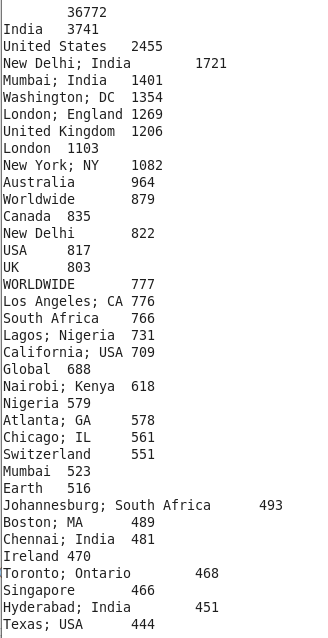 36772
India 3741
United States 2455
New Delhi; India 1721
Mumbai; India 1401
Washington; DC 1354
London; England 1269
United Kingdom 1206
London 1103
New York; NY 1082
Australia 964
Worldwide 879
Canada 835
New Delhi 822
USA 817
UK 803
WORLDWIDE 777
Los Angeles; CA 776
South Africa 766
Lagos; Nigeria 731
California; USA 709
Global 688
Nairobi; Kenya 618
Nigeria 579
Atlanta; GA 578
Chicago; IL 561
Switzerland 551
Mumbai 523
Earth 516
Johannesburg; South Africa 493
Boston; MA 489
Chennai; India 481
Ireland 470
Toronto; Ontario 468
Singapore 466
Hyderabad; India 451
Texas; USA 444